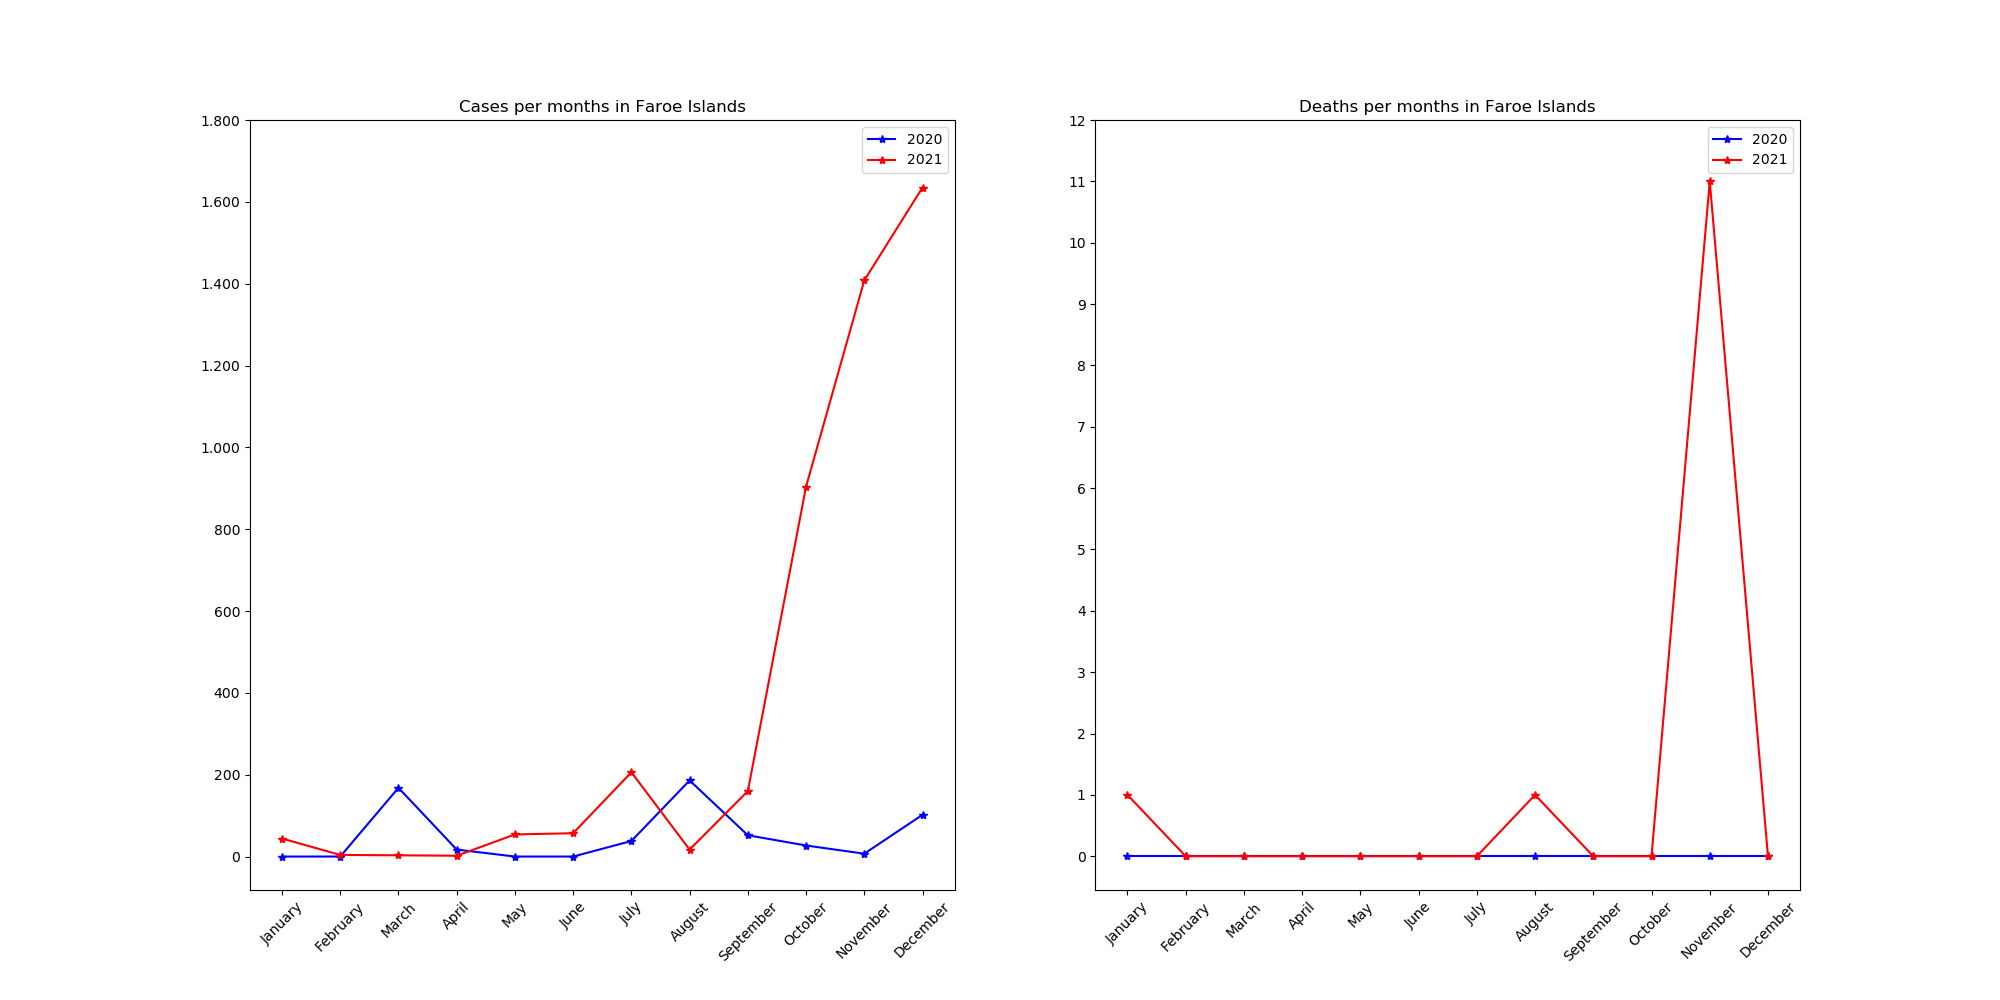 Cases per months in Faroe Islands
1.800
1.600
1.400
1.200
1.000
800
600
400
200
0
2020
2021
January
February
March
April
May
June
July
August
September
October
November
December
Deaths per months in Faroe Islands
12
11
10
9
8
7
6
5
4
3
2
1
0
2020
2021
January
February
March
April
May
June
July
August
September
October
November
December